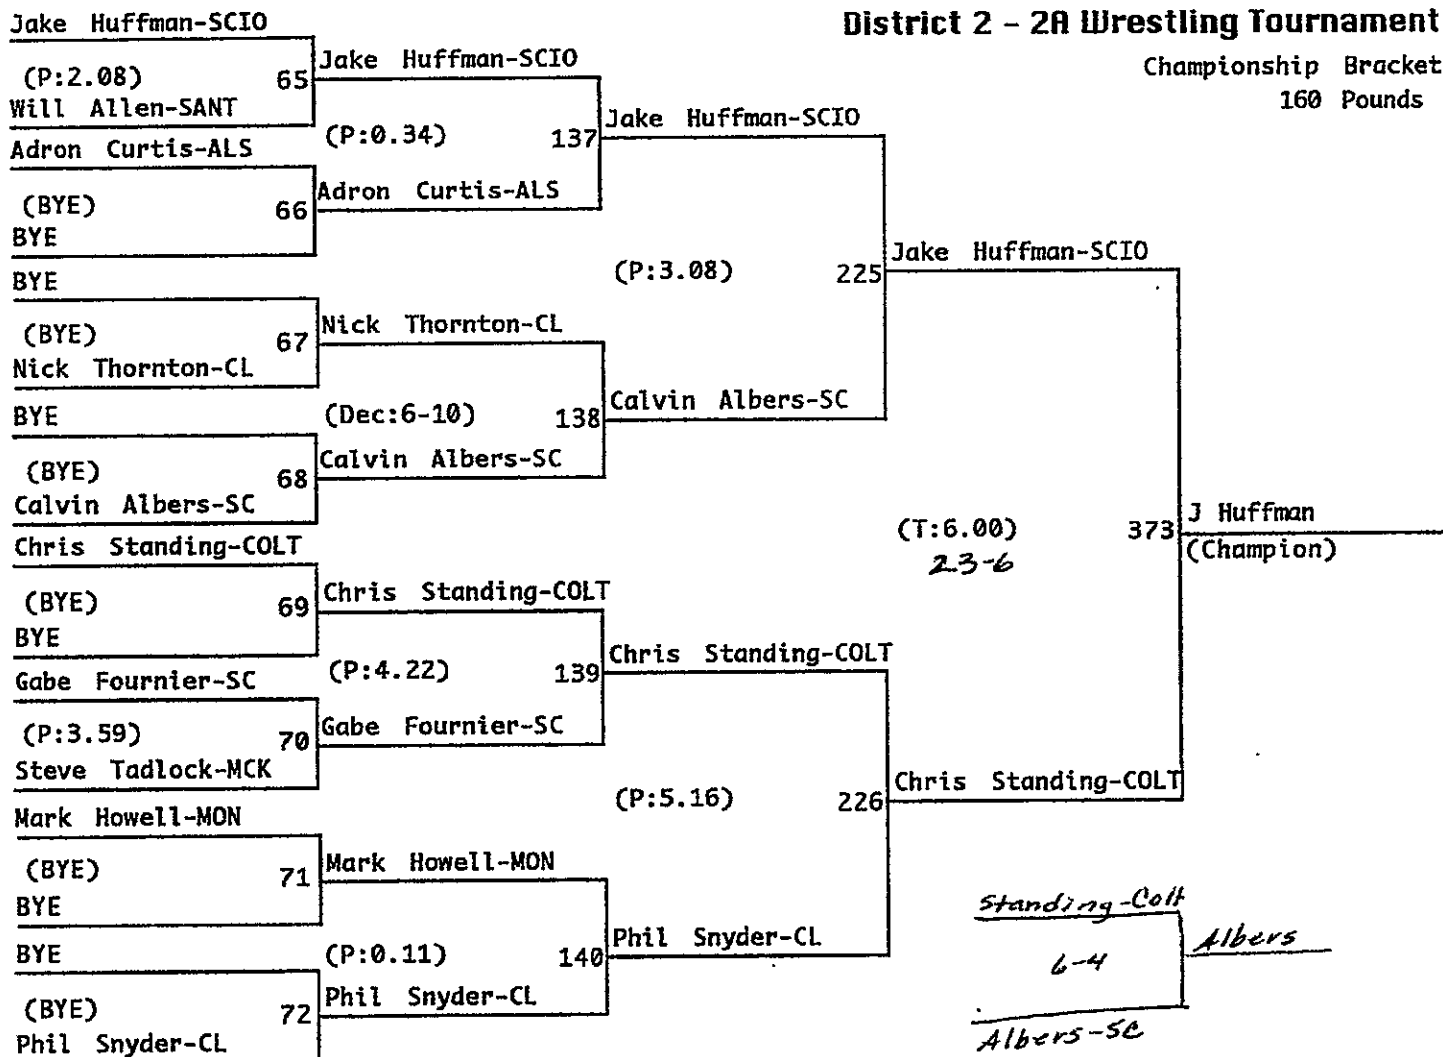 Jake Huffman-SCIO
District 2 - 2A Wrestling Tournament
Championship Bracket
160 Pounds
(P:2.08) 65
Jake Huffman-SCIO
Will Allen-SANT
(P:0.34) 137
Jake Huffman-SCIO
Adron Curtis-ALS
(BYE) 66
Adron Curtis-ALS
BYE
(P:3.08) 225
Jake Huffman-SCIO
BYE
(BYE) 67
Nick Thornton-CL
Nick Thornton-CL
(Dec:6-10) 138
Calvin Albers-SC
BYE
(BYE) 68
Calvin Albers-SC
Calvin Albers-SC
(T:6.00) 373
23-6
J Huffman
(Champion)
Chris Standing-COLT
(BYE) 69
Chris Standing-COLT
BYE
(P:4.22) 139
Chris Standing-COLT
Gabe Fournier-SC
(P:3.59) 70
Gabe Fournier-SC
Steve Tadlock-MCK
(P:5.16) 226
Chris Standing-COLT
Mark Howell-MON
(BYE) 71
Mark Howell-MON
BYE
(P:0.11) 140
Phil Snyder-CL
BYE
(BYE) 72
Phil Snyder-CL
Phil Snyder-CL
Standing-Colt
6-4
Albers
Albers-SC